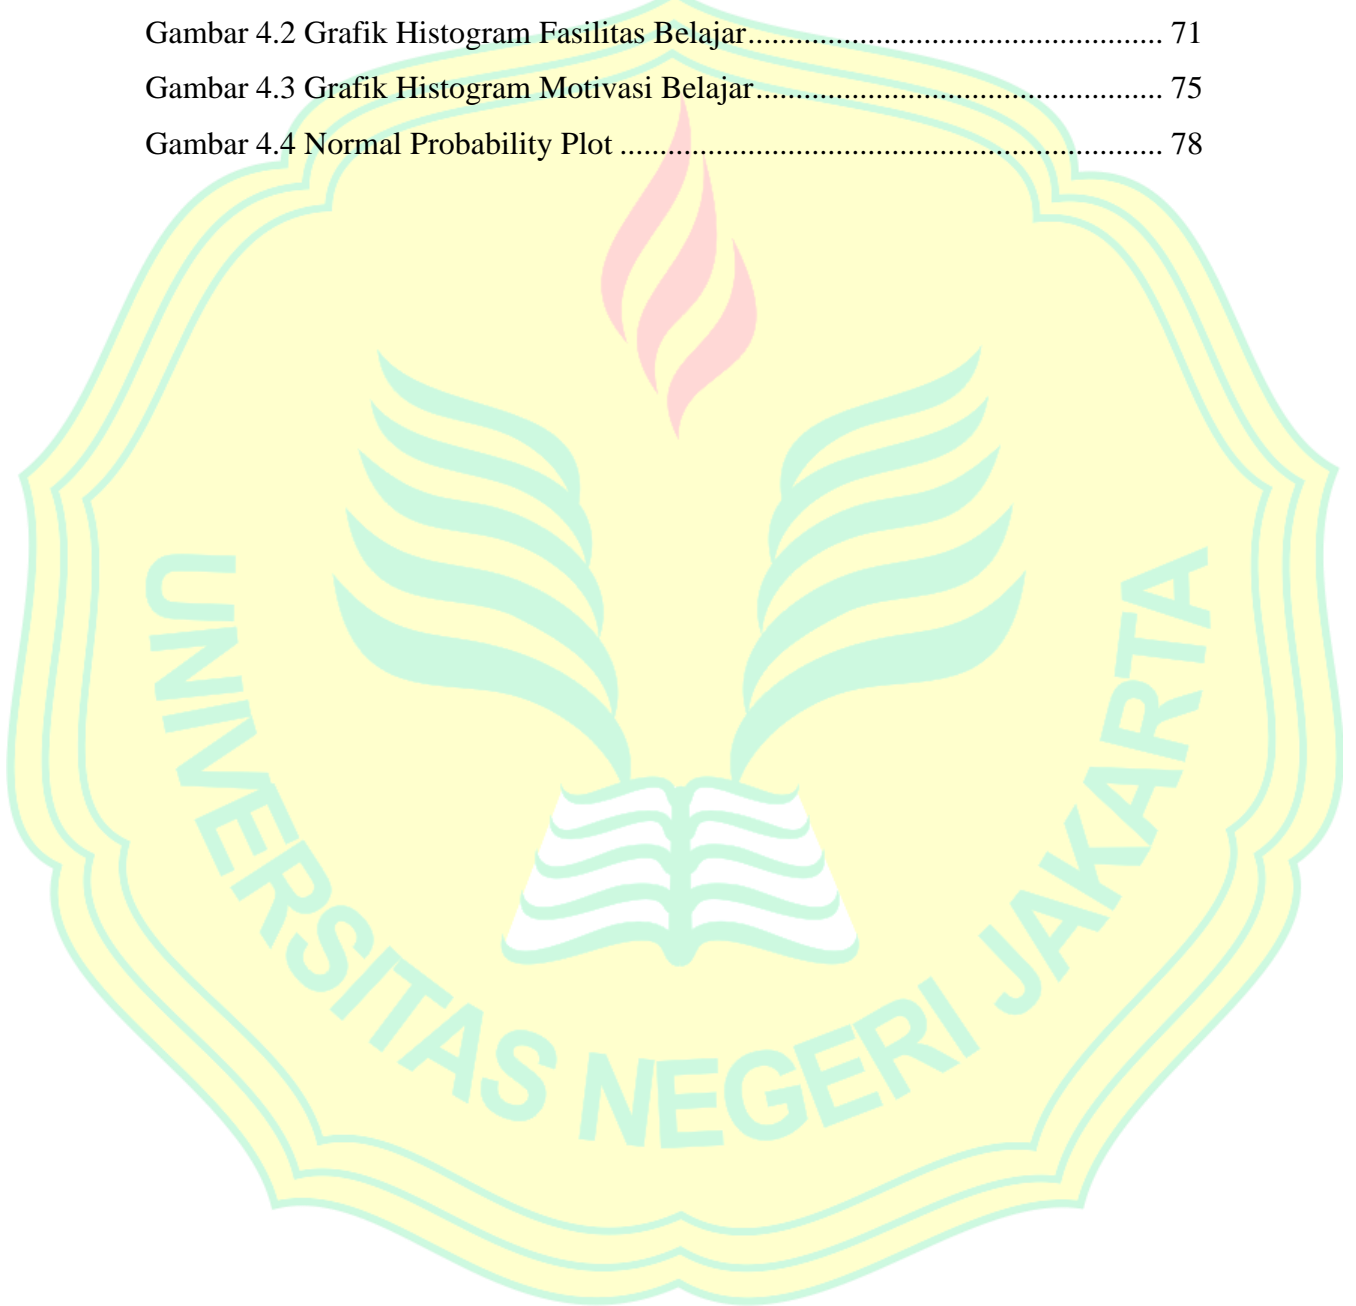 Gambar 4.2 Grafik Histogram Fasilitas Belajar.................................................... 71
Gambar 4.3 Grafik Histogram Motivasi Belajar................................................... 75
Gambar 4.4 Normal Probability Plot .................................................................... 78
UNIVERSITAS NEGERI JAKARTA